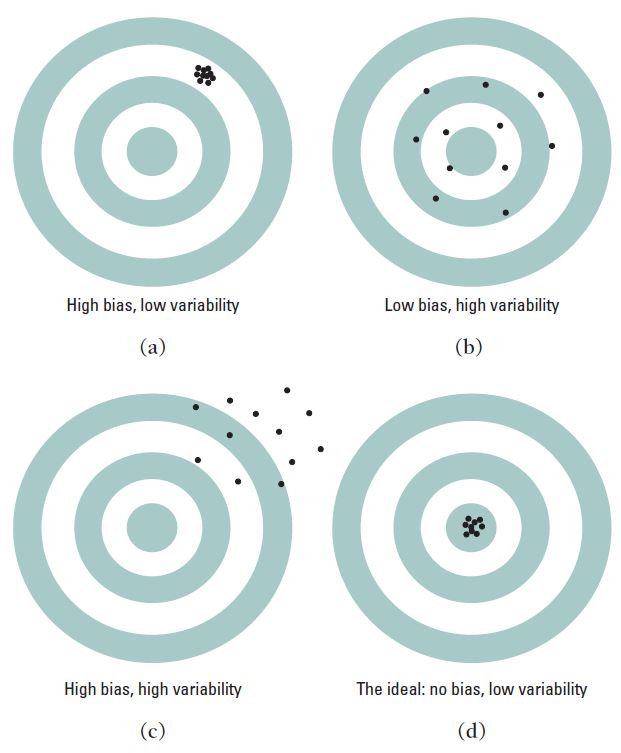 High bias, low variability
Low bias, high variability
(a)
(b)
High bias, high variability
The ideal: no bias, low variability
(c)
(d)